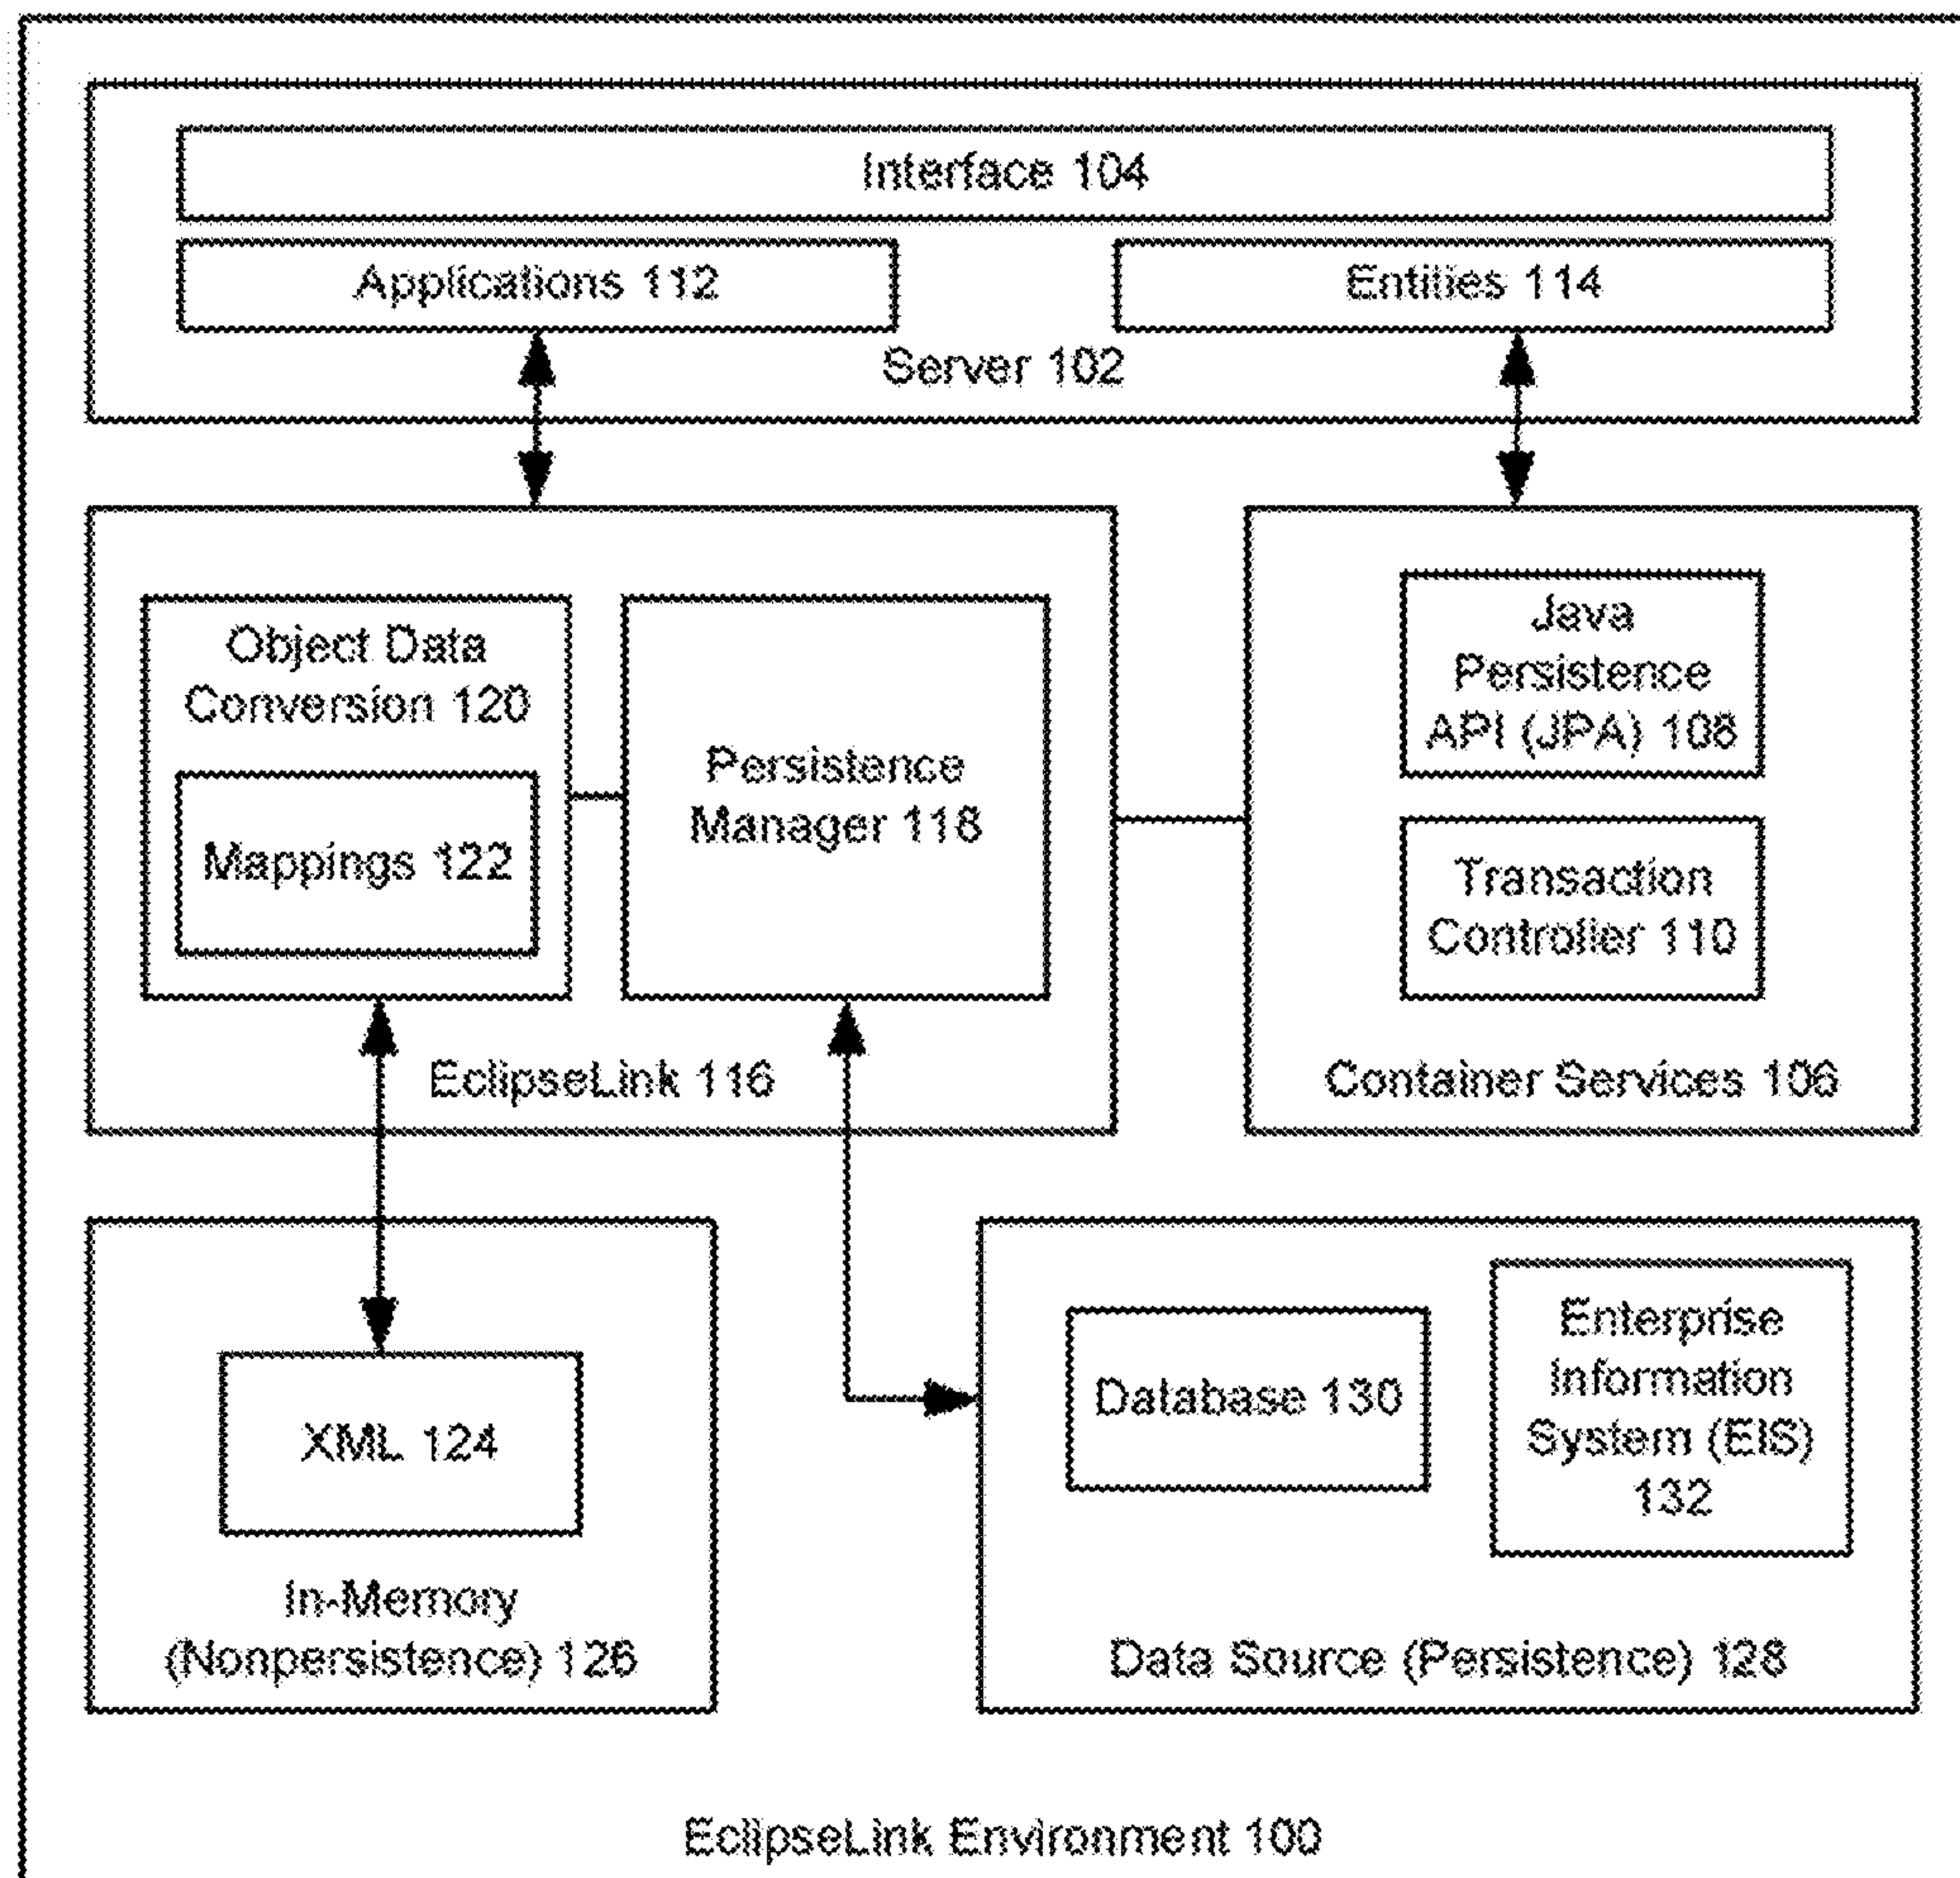 Interface 104
Applications 112
Entities 114
Server 102
Object Data
Conversion 120
Mappings 122
Persistence
Manager 118
Java
Persistence
API (JPA) 108
Transaction
Controller 110
EclipseLink 116
Container Services 106
XML 124
In-Memory
(Nonpersistence) 126
Database 130
Enterprise
Information
System (EIS)
132
Data Source (Persistence) 128
EclipseLink Environment 100